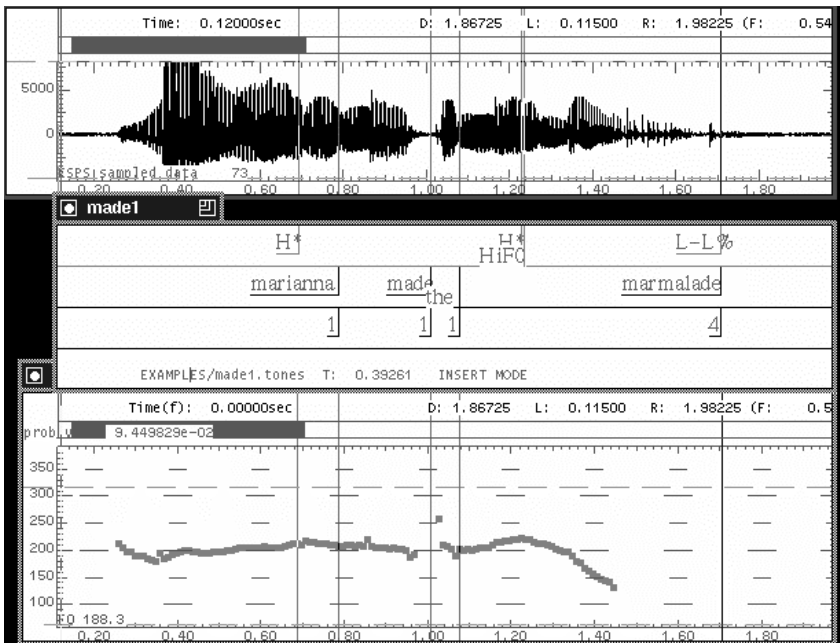 Time: 0.12000sec D: 1.86725 L: 0.11500 R: 1.98225 (F: 0.54
5000
0
ESPS:sampled_data 73
0.20 0.40 0.60 0.80 1.00 1.20 1.40 1.60 1.80
made1
H* H* L-L%
HiF0
marianna made the marmalade
1 1 1 4
EXAMPLES/made1.tones T: 0.39261 INSERT MODE
Time(f): 0.00000sec D: 1.86725 L: 0.11500 R: 1.98225 (F: 0.5
prob_v 9.449829e-02
350
300
250
200
150
100
F0 188.3
0.20 0.40 0.60 0.80 1.00 1.20 1.40 1.60 1.80